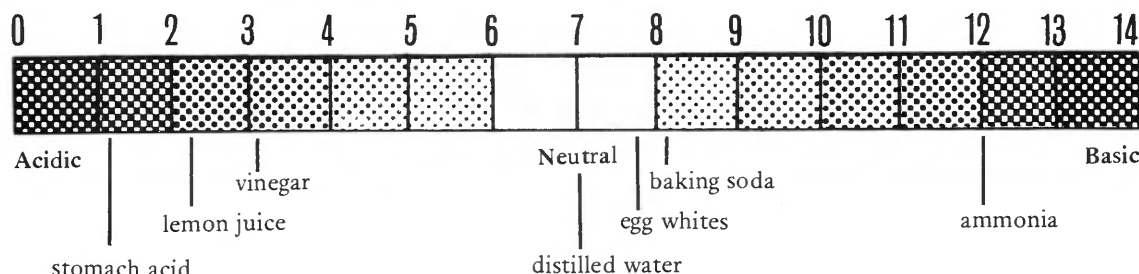 0 1 2 3 4 5 6 7 8 9 10 11 12 13 14
Acidic Neutral Basic
vinegar baking soda
lemon juice egg whites ammonia
stomach acid distilled water